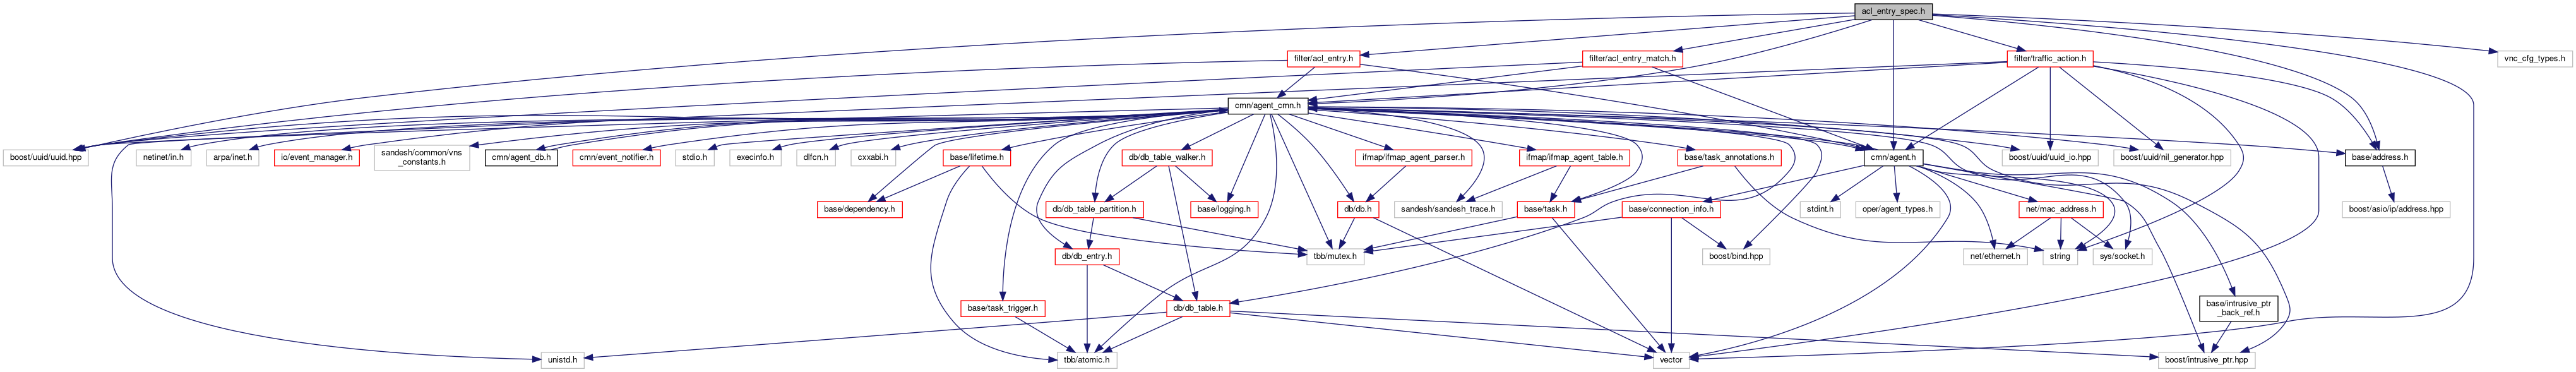 acl_entry_spec.h
filter/acl_entry.h
filter/acl_entry_match.h
filter/traffic_action.h
vnc_cfg_types.h
cmn/agent_cmn.h
boost/uuid/uuid.hpp
netinet/in.h
arpa/inet.h
io/event_manager.h
sandesh/common/vns
_constants.h
cmn/agent_db.h
cmn/event_notifier.h
stdio.h
execinfo.h
dlfcn.h
cxxabi.h
base/lifetime.h
db/db_table_walker.h
ifmap/ifmap_agent_parser.h
ifmap/ifmap_agent_table.h
base/task_annotations.h
cmn/agent.h
boost/uuid/uuid_io.hpp
boost/uuid/nil_generator.hpp
base/address.h
base/dependency.h
db/db_table_partition.h
base/logging.h
db/db.h
sandesh/sandesh_trace.h
base/task.h
base/connection_info.h
stdint.h
oper/agent_types.h
net/mac_address.h
boost/asio/ip/address.hpp
db/db_entry.h
tbb/mutex.h
boost/bind.hpp
net/ethernet.h
string
sys/socket.h
base/task_trigger.h
db/db_table.h
base/intrusive_ptr
_back_ref.h
unistd.h
tbb/atomic.h
vector
boost/intrusive_ptr.hpp